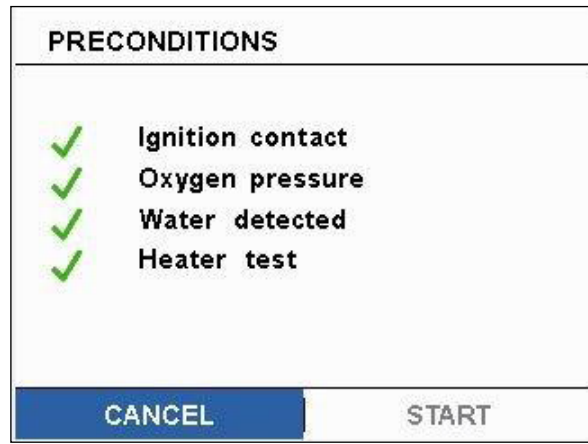 PRECONDITIONS
Ignition contact
Oxygen pressure
Water detected
Heater test
CANCEL START